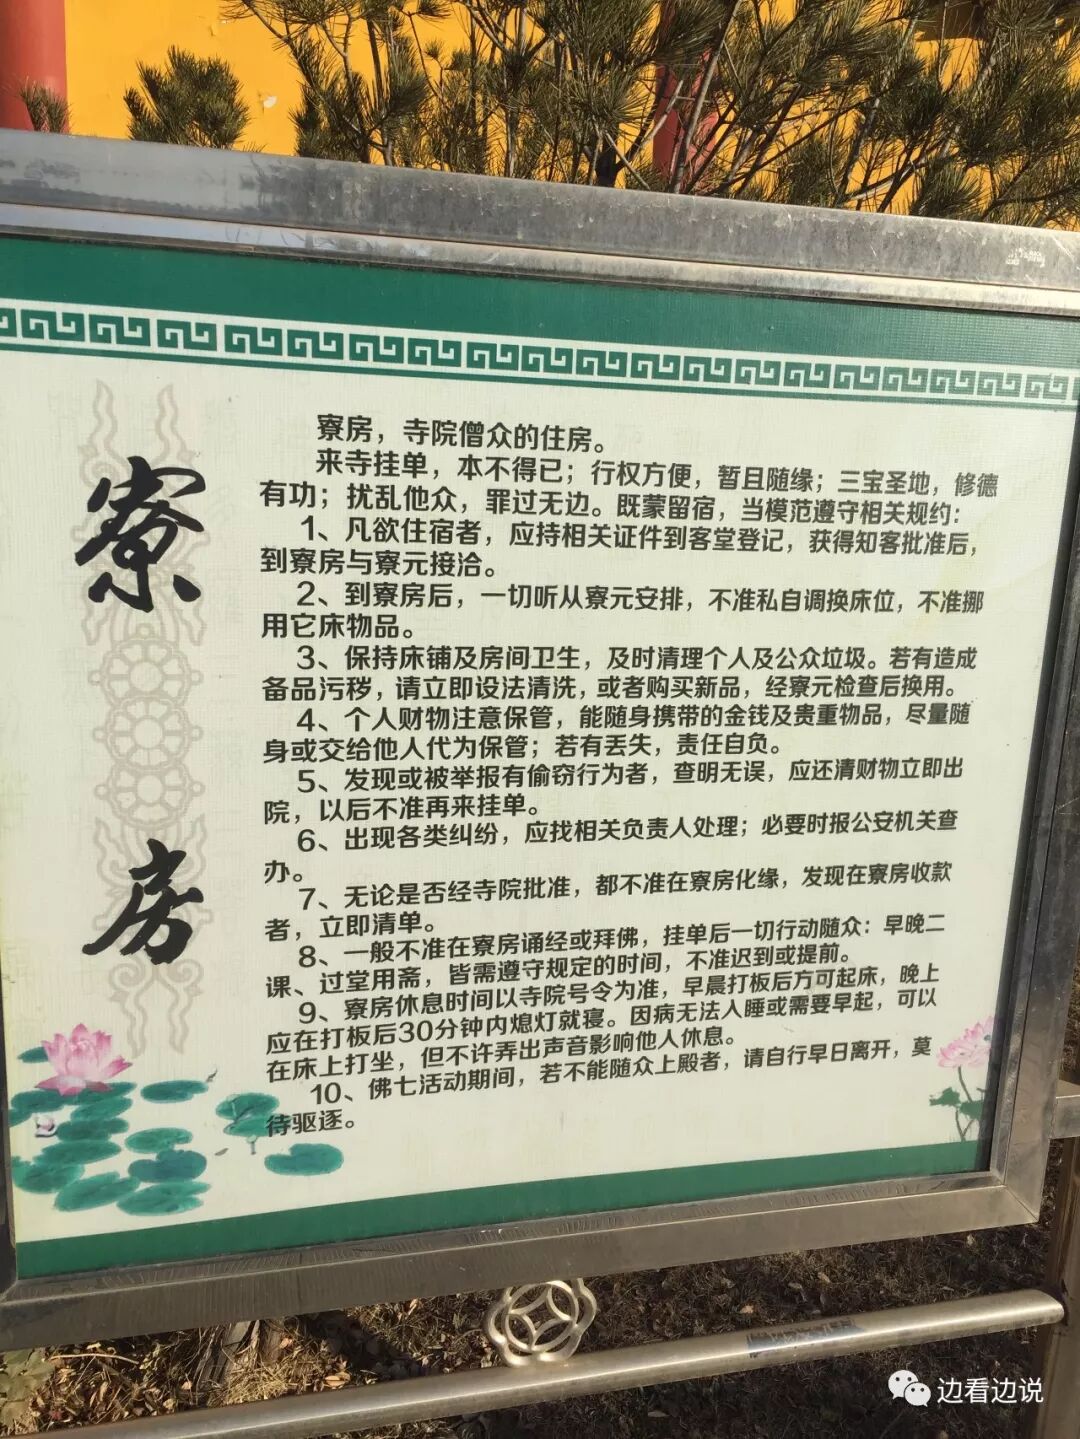 寮房
寮房，寺院僧众的住房。
来寺挂单，本不得已；行权方便，暂且随缘；三宝圣地，修德
有功；扰乱他众，罪过无边。既蒙留宿，当模范遵守相关规约：
1、凡欲住宿者，应持相关证件到客堂登记，获得知客批准后，
到寮房与寮元接洽。
2、到寮房后，一切听从寮元安排，不准私自调换床位，不准挪
用它床物品。
3、保持床铺及房间卫生，及时清理个人及公众垃圾。若有造成
备品污秽，请立即设法清洗，或者购买新品，经寮元检查后换用。
4、个人财物注意保管，能随身携带的金钱及贵重物品，尽量随
身或交给他人代为保管；若有丢失，责任自负。
5、发现或被举报有偷窃行为者，查明无误，应还清财物立即出
院，以后不准再来挂单。
6、出现各类纠纷，应找相关负责人处理；必要时报公安机关查
办。
7、无论是否经寺院批准，都不准在寮房化缘，发现在寮房收款
者，立即清单。
8、一般不准在寮房诵经或拜佛，挂单后一切行动随众：早晚二
课、过堂用斋，皆需遵守规定的时间，不准迟到或提前。
9、寮房休息时间以寺院号令为准，早晨打板后方可起床，晚上
应在打板后30分钟内熄灯就寝。因病无法入睡或需要早起，可以
在床上打坐，但不许弄出声音影响他人休息。
10、佛七活动期间，若不能随众上殿者，请自行早日离开，莫
待驱逐。
边看边说